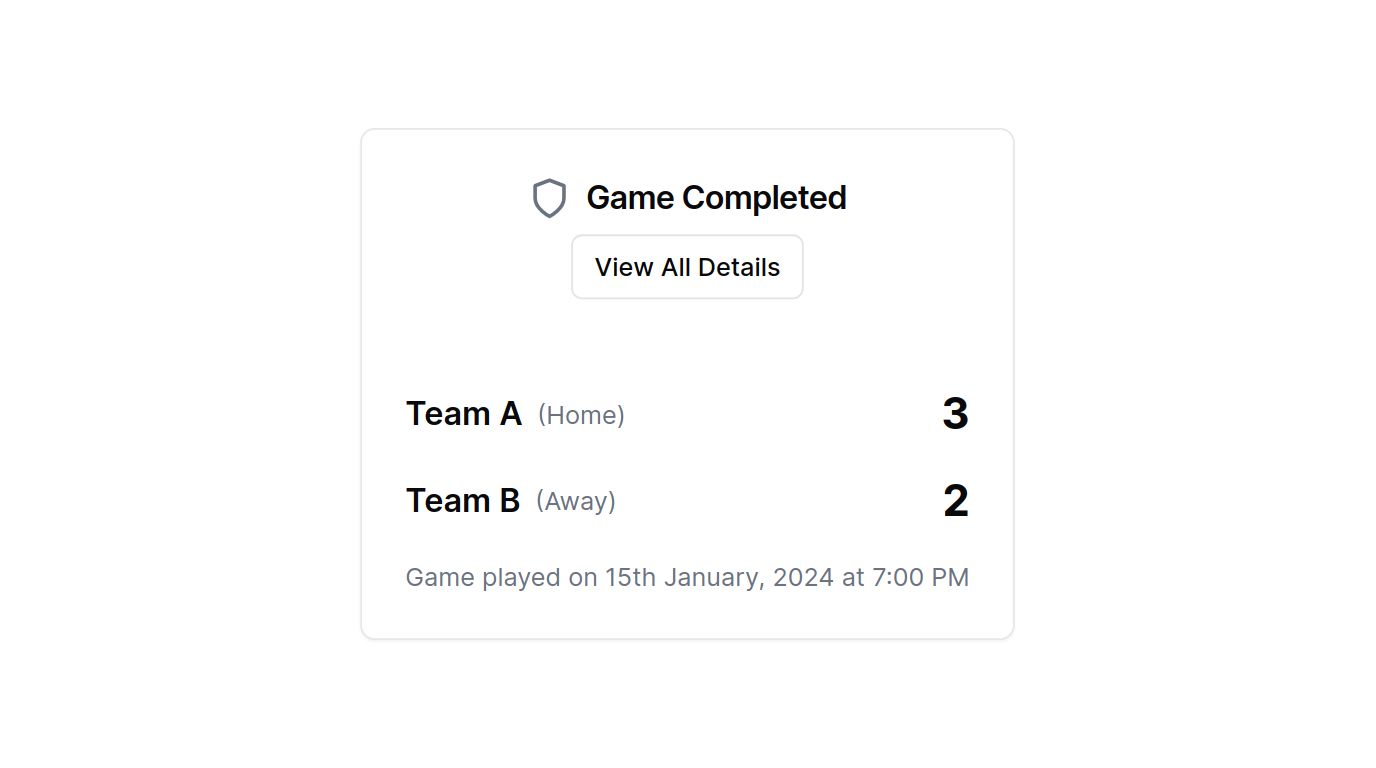 Game Completed
View All Details
Team A (Home) 3
Team B (Away) 2
Game played on 15th January, 2024 at 7:00 PM